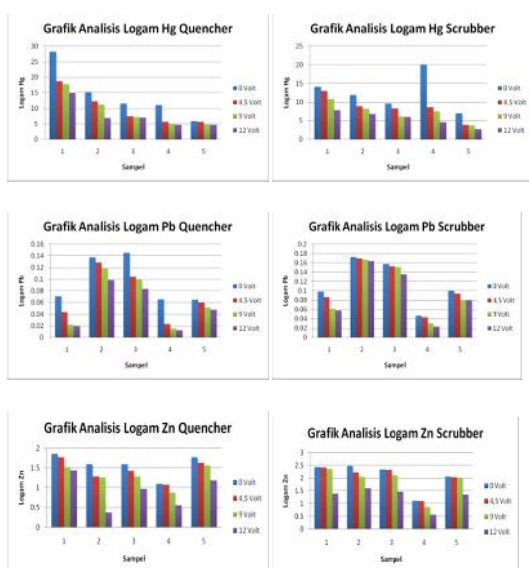 Grafik Analisis Logam Hg Quencher
30
25
20
15
10
5
0
Logam Hg
1 2 3 4 5
Sampel
0 Volt
4,5 Volt
9 Volt
12 Volt
Grafik Analisis Logam Hg Scrubber
25
20
15
10
5
0
Logam Hg
1 2 3 4 5
Sampel
0 Volt
4,5 Volt
9 Volt
12 Volt
Grafik Analisis Logam Pb Quencher
0.16
0.14
0.12
0.1
0.08
0.06
0.04
0.02
0
Logam Pb
1 2 3 4 5
Sampel
0 Volt
4,5 Volt
9 Volt
12 Volt
Grafik Analisis Logam Pb Scrubber
0.2
0.18
0.16
0.14
0.12
0.1
0.08
0.06
0.04
0.02
0
Logam Pb
1 2 3 4 5
Sampel
0 Volt
4,5 Volt
9 Volt
12 Volt
Grafik Analisis Logam Zn Quencher
2
1.5
1
0.5
0
Logam Zn
1 2 3 4 5
Sampel
0 Volt
4,5 Volt
9 Volt
12 Volt
Grafik Analisis Logam Zn Scrubber
3
2.5
2
1.5
1
0.5
0
Logam Zn
1 2 3 4 5
Sampel
0 Volt
4,5 Volt
9 Volt
12 Volt